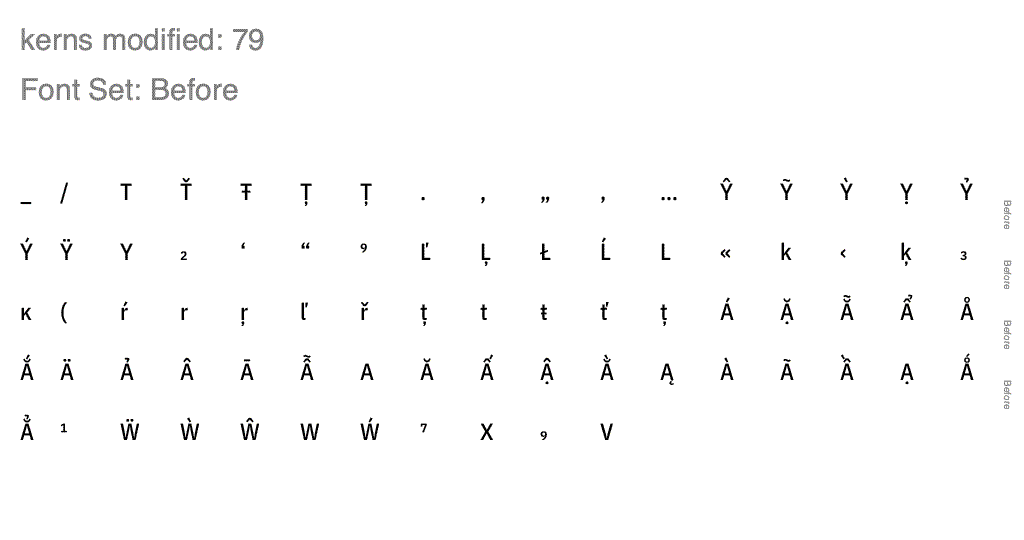 kerns modified: 79
Font Set: Before
_ / T Ť Ŧ Ţ Ț . , „ ‚ … Ŷ Ỹ Ỳ Ỵ Ỷ
Ý Ÿ Y ₂ ‘ “ ⁹ Ľ Ļ Ł Ĺ L « k ‹ ķ ₃
ĸ ( ŕ r ŗ ľ ř ț t ŧ ť ţ Á Ặ Ẵ Ẩ Å
Ắ Ä Ả Â Ā Ẫ A Ă Ấ Ậ Ằ Ą À Ã Ầ Ạ Ǻ
Ẳ ¹ Ẅ Ẁ Ŵ W Ẃ ⁷ X ₉ V
Before
Before
Before
Before